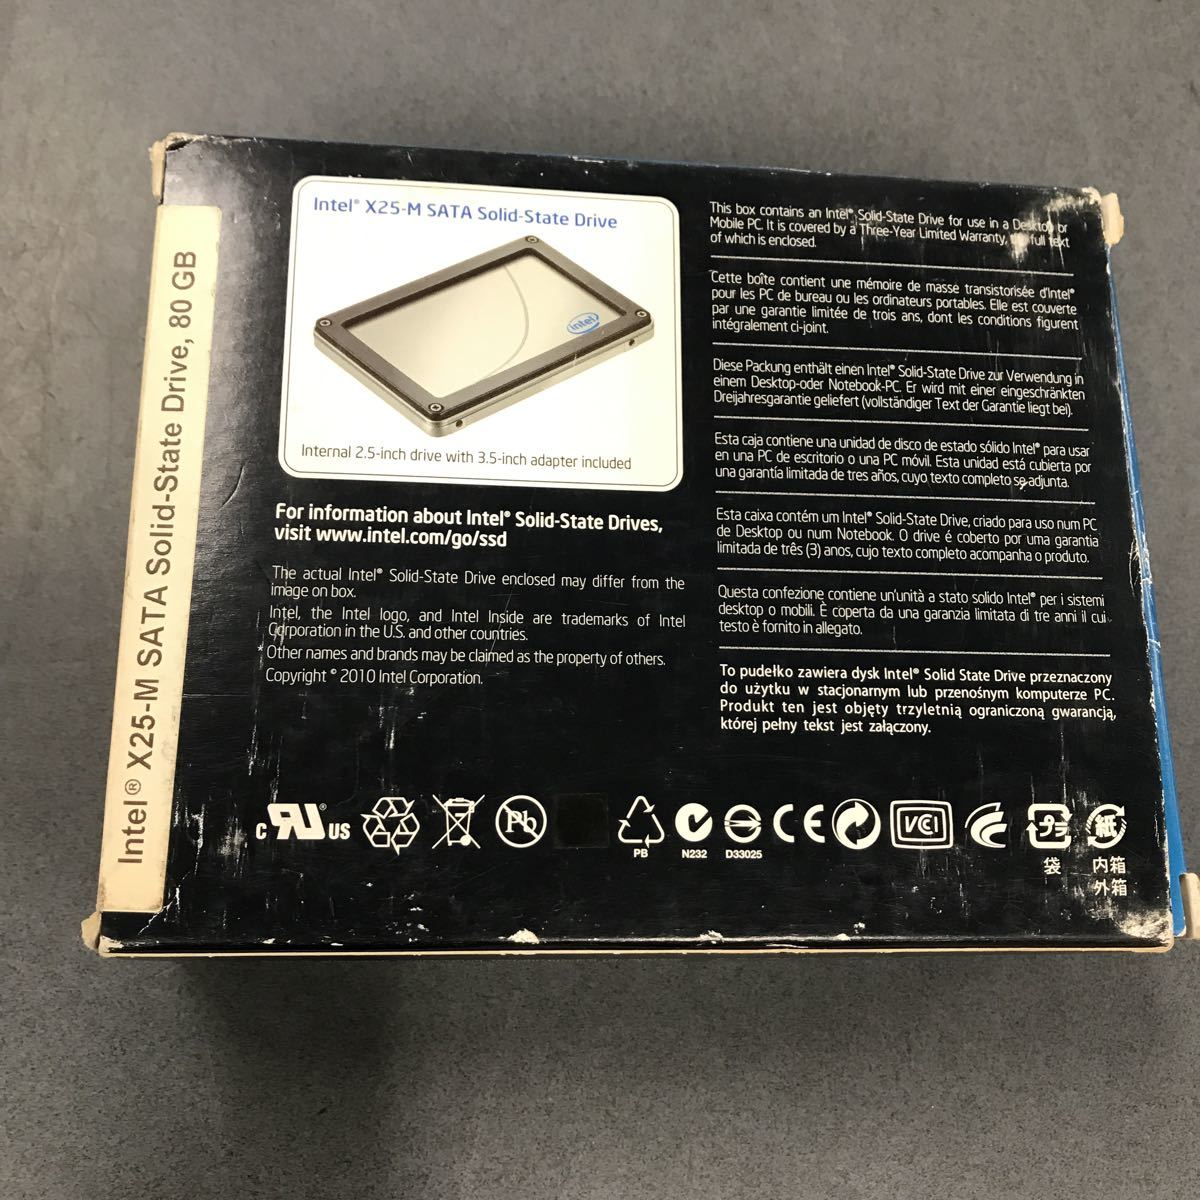 Intel® X25-M SATA Solid-State Drive, 80 GB
Intel® X25-M SATA Solid-State Drive
intel
Internal 2.5-inch drive with 3.5-inch adapter included
For information about Intel® Solid-State Drives,
visit www.intel.com/go/ssd
The actual Intel® Solid-State Drive enclosed may differ from the
image on box.
Intel, the Intel logo, and Intel Inside are trademarks of Intel
Corporation in the U.S. and other countries.
* Other names and brands may be claimed as the property of others.
Copyright © 2010 Intel Corporation.
This box contains an Intel® Solid-State Drive for use in a Desktop or
Mobile PC. It is covered by a Three-Year Limited Warranty, full text
of which is enclosed.
Cette boîte contient une mémoire de masse transistorisée d'Intel®
pour les PC de bureau ou les ordinateurs portables. Elle est couverte
par une garantie limitée de trois ans, dont les conditions figurent
intégralement ci-joint.
Diese Packung enthält einen Intel® Solid-State Drive zur Verwendung in
einem Desktop-oder Notebook-PC. Er wird mit einer eingeschränkten
Dreijahresgarantie geliefert (vollständiger Text der Garantie liegt bei).
Esta caja contiene una unidad de disco de estado sólido Intel® para usar
en una PC de escritorio o una PC móvil. Esta unidad está cubierta por
una garantía limitada de tres años, cuyo texto completo se adjunta.
Esta caixa contém um Intel® Solid-State Drive, criado para uso num PC
de Desktop ou num Notebook. O drive é coberto por uma garantia
limitada de três (3) anos, cujo texto completo acompanha o produto.
Questa confezione contiene un'unità a stato solido Intel® per i sistemi
desktop o mobili. È coperta da una garanzia limitata di tre anni il cui
testo è fornito in allegato.
To pudełko zawiera dysk Intel® Solid State Drive przeznaczony
do użytku w stacjonarnym lub przenośnym komputerze PC.
Produkt ten jest objęty trzyletnią ograniczoną gwarancją,
której pełny tekst jest załączony.
C RU ® US Pb PB N232 D33025 CE VCI プラ 紙
袋 内箱
外箱